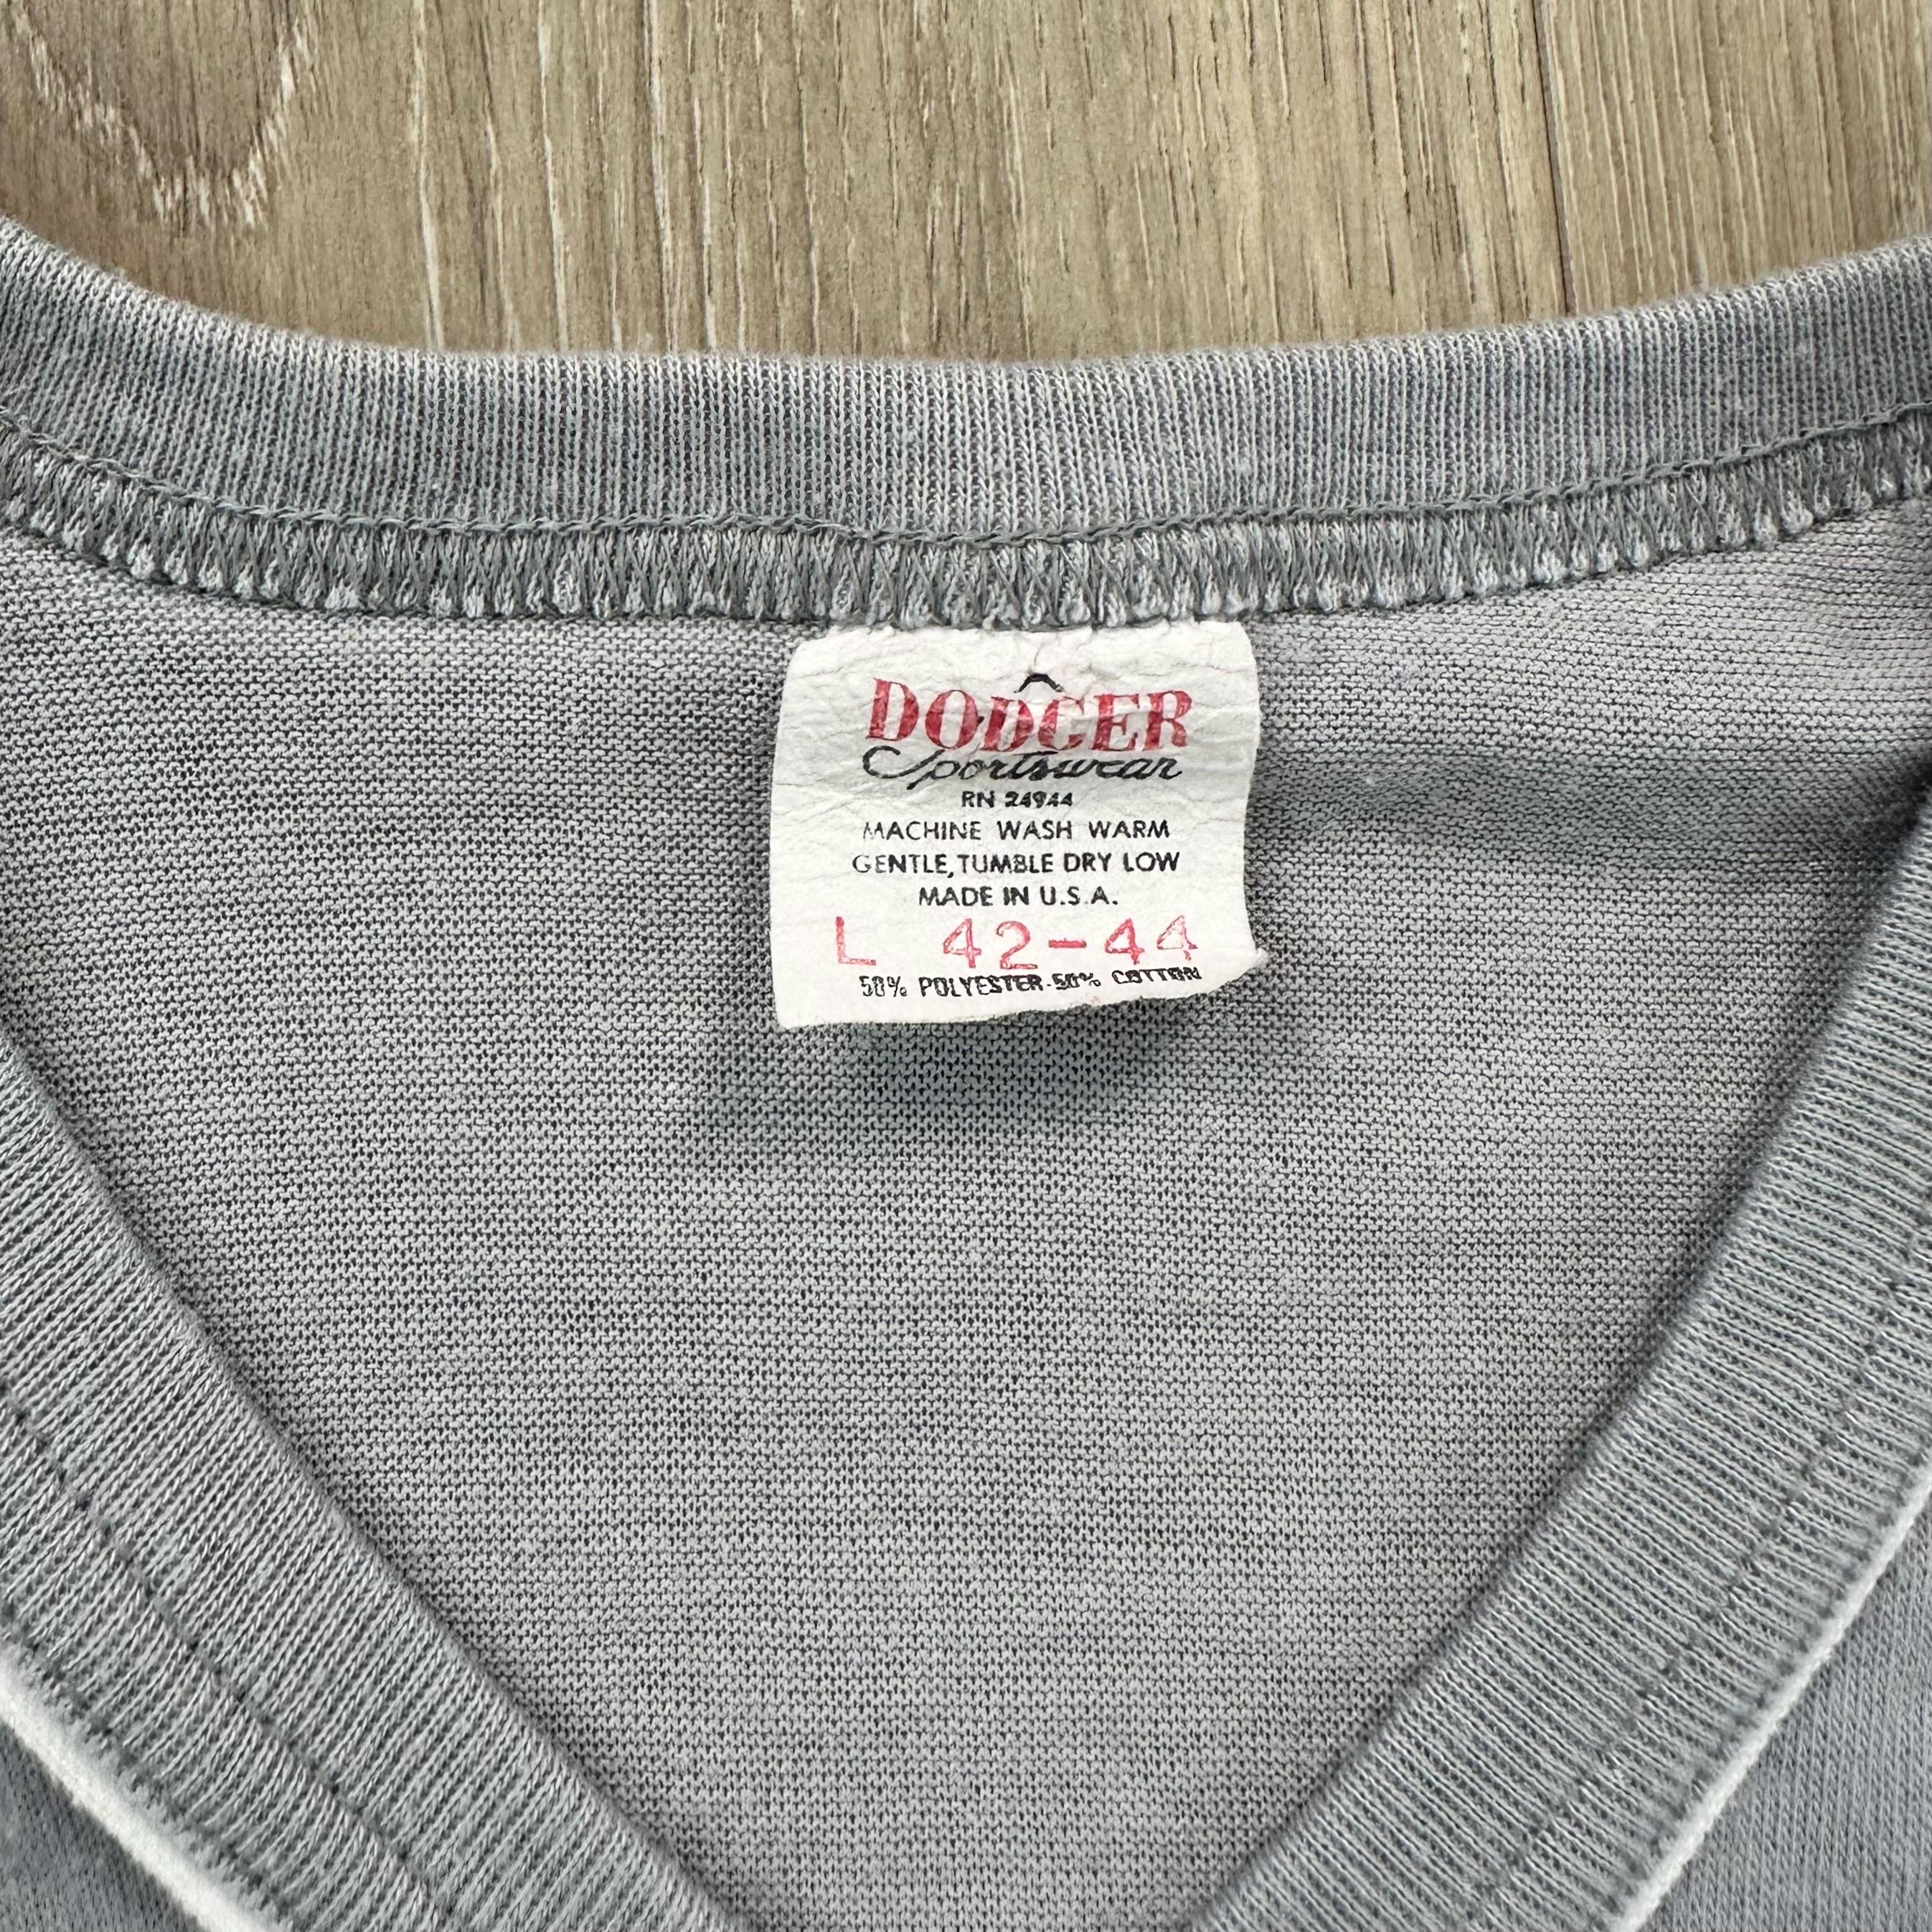 DODGER
Sportswear
RN 24944
MACHINE WASH WARM
GENTLE, TUMBLE DRY LOW
MADE IN U.S.A.
L 42-44
50% POLYESTER-50% COTTON